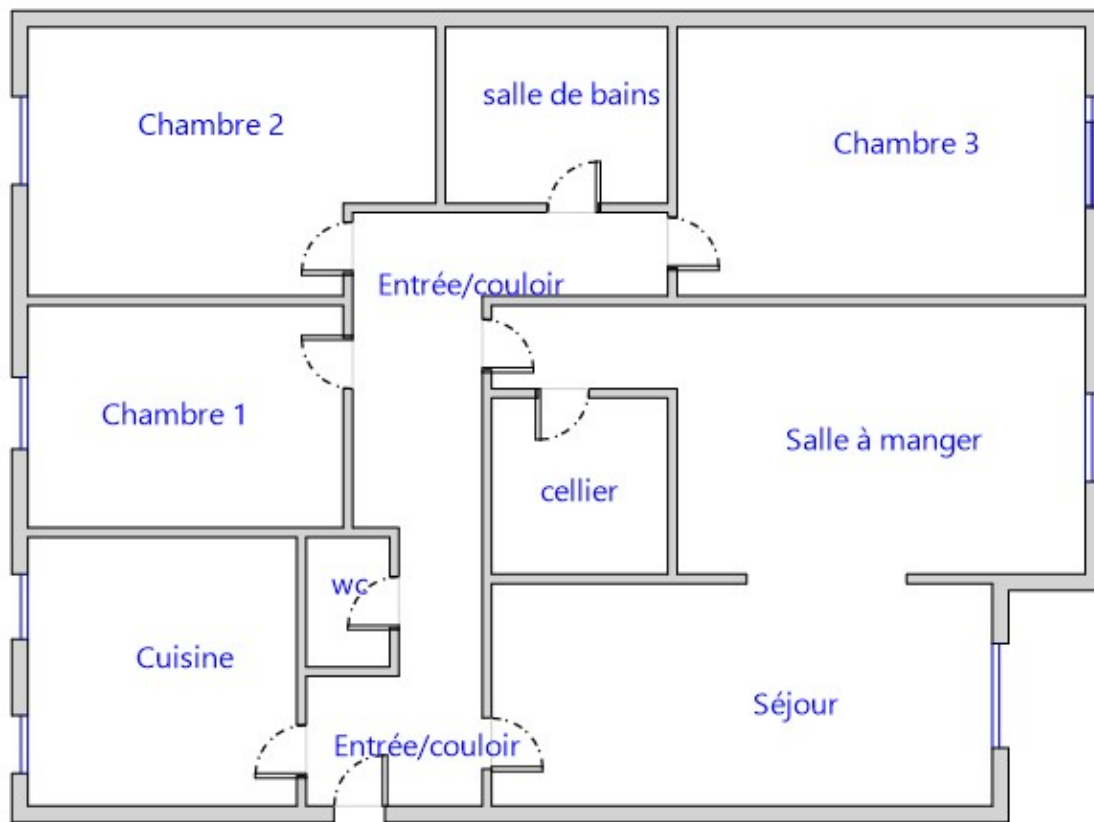 salle de bains
Chambre 2
Chambre 3
Entrée/couloir
Chambre 1
Salle à manger
cellier
wc
Cuisine
Séjour
Entrée/couloir